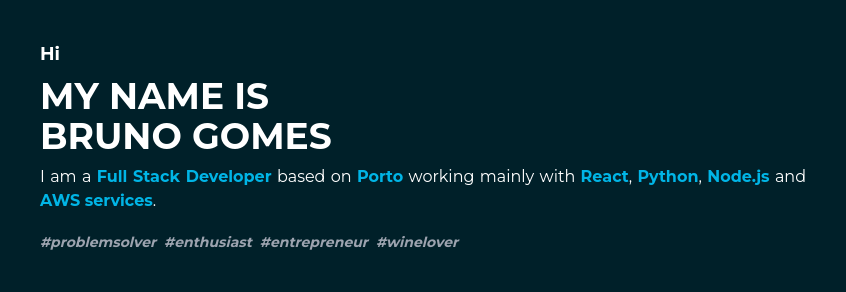 Hi
MY NAME IS
BRUNO GOMES
I am a Full Stack Developer based on Porto working mainly with React, Python, Node.js and
AWS services.
#problemsolver #enthusiast #entrepreneur #winelover